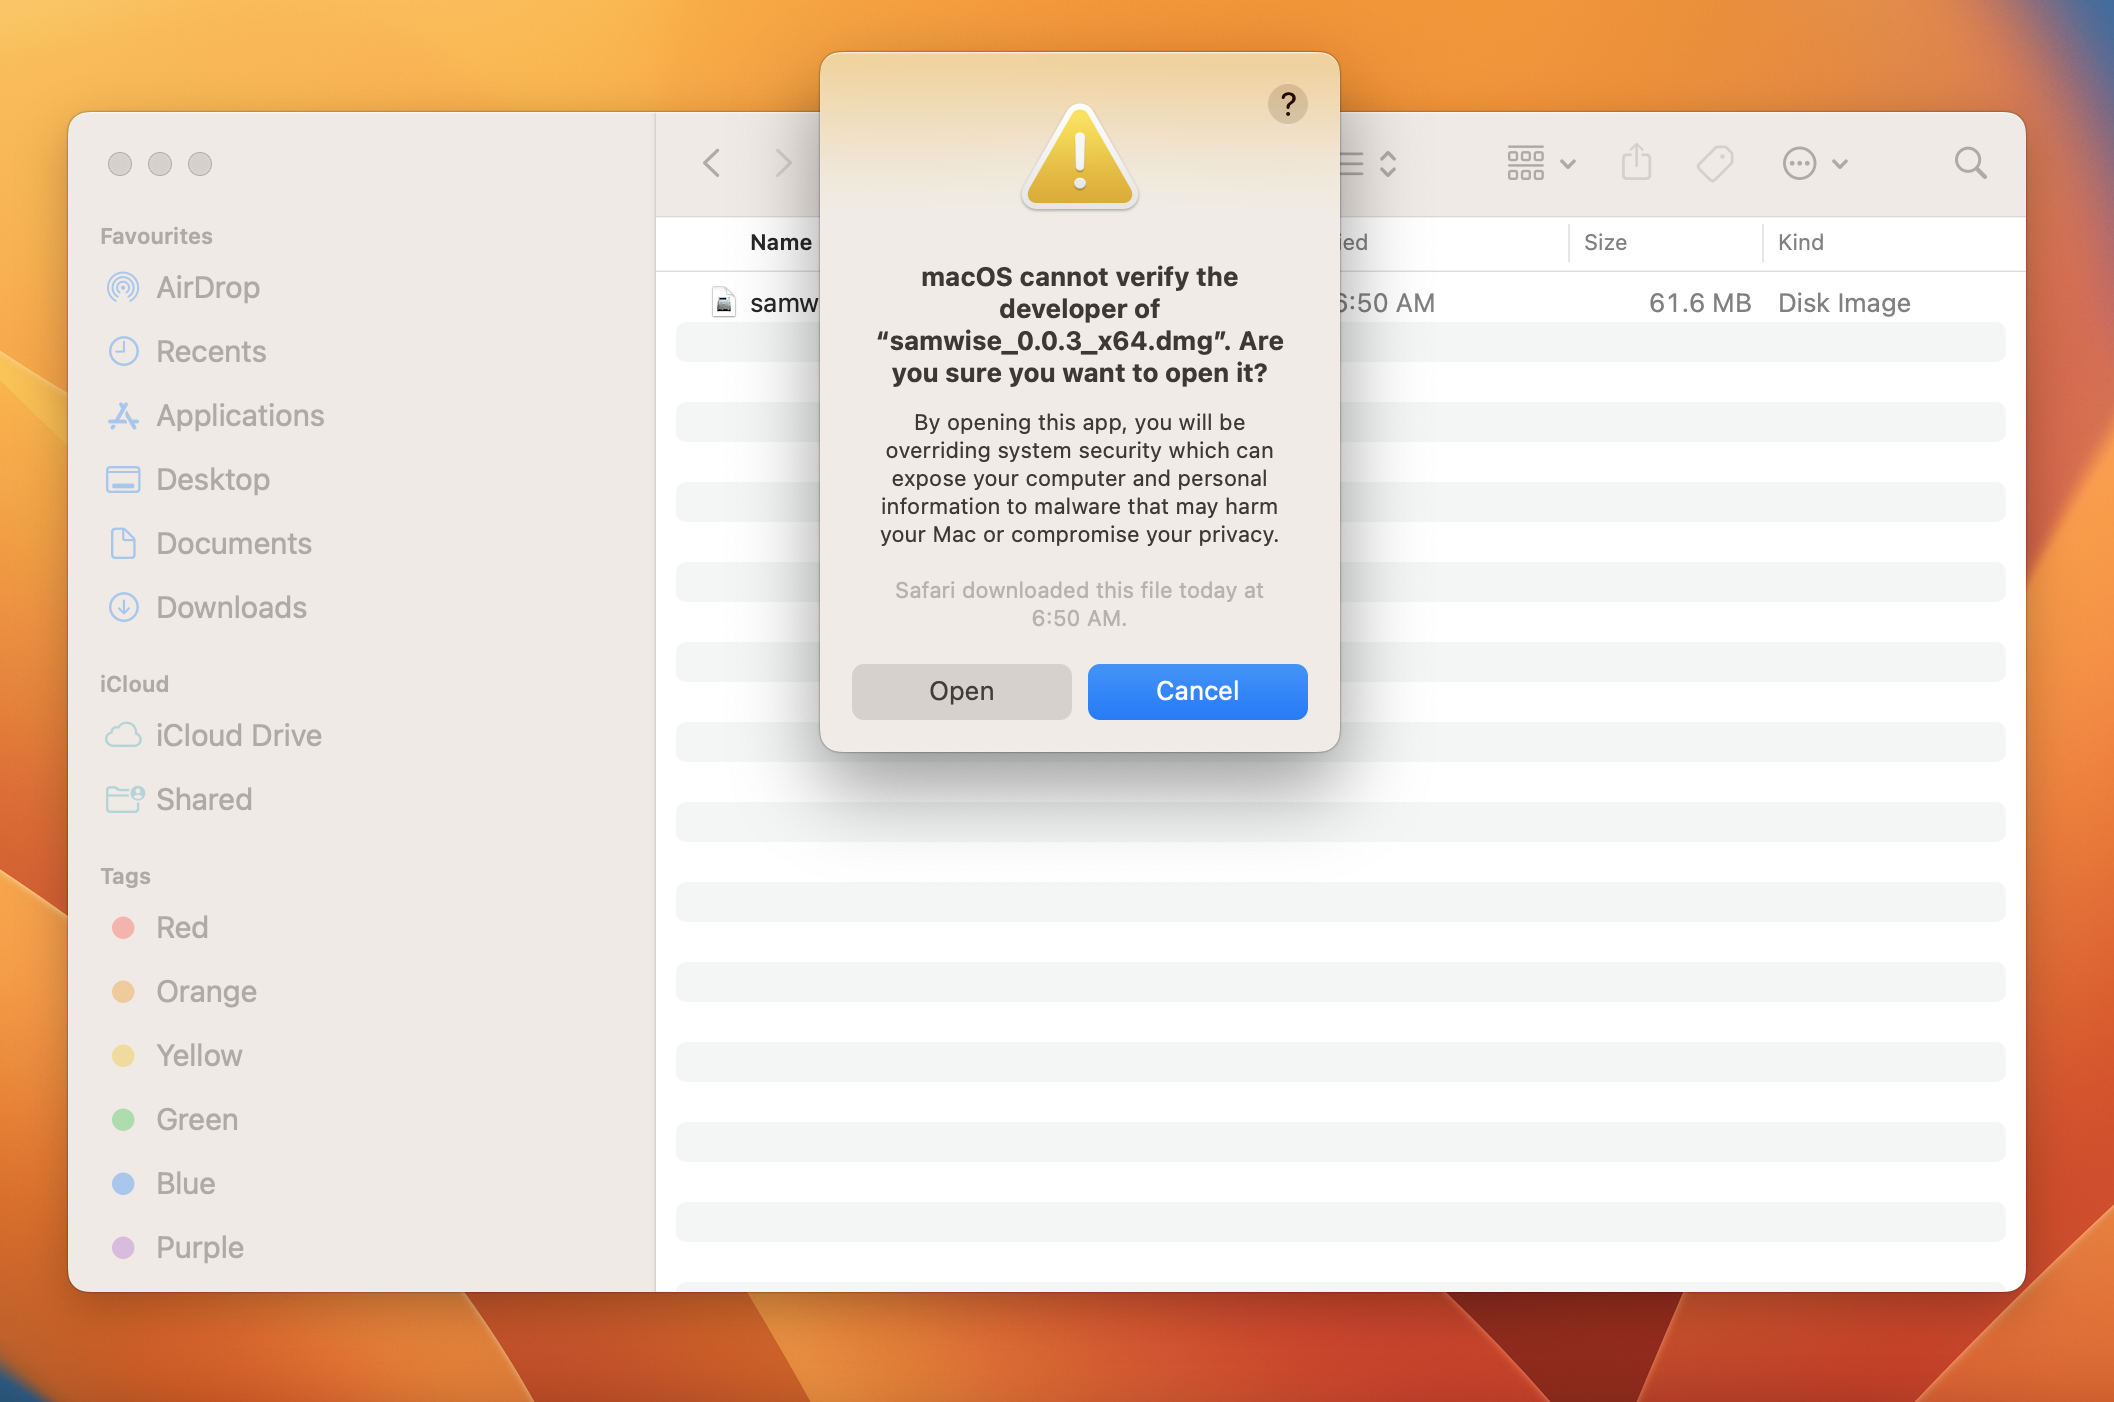 Favourites
AirDrop
Recents
Applications
Desktop
Documents
Downloads
iCloud
iCloud Drive
Shared
Tags
Red
Orange
Yellow
Green
Blue
Purple
Name
Size
Kind
61.6 MB
Disk Image
?
macOS cannot verify the
developer of
“samwise_0.0.3_x64.dmg”. Are
you sure you want to open it?
By opening this app, you will be
overriding system security which can
expose your computer and personal
information to malware that may harm
your Mac or compromise your privacy.
Safari downloaded this file today at
6:50 AM.
Open
Cancel